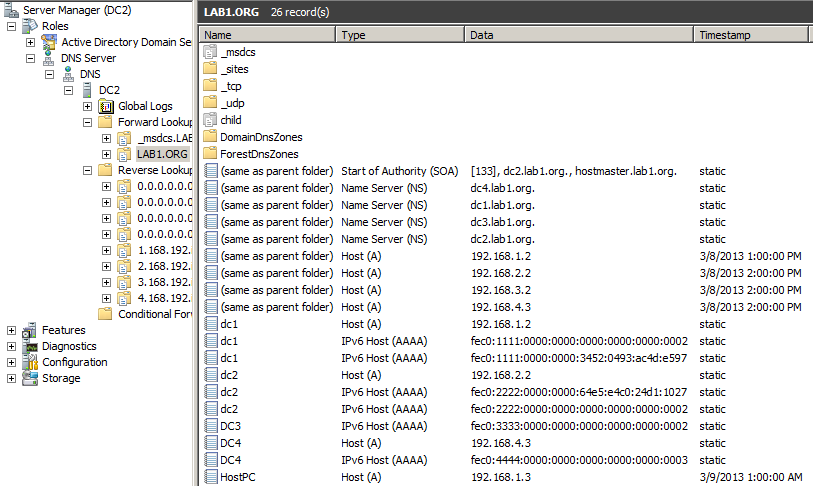 Server Manager (DC2)
Roles
Active Directory Domain Se
DNS Server
DNS
DC2
Global Logs
Forward Lookup
_msdcs.LAB
LAB1.ORG
Reverse Lookup
0.0.0.0.0.0
0.0.0.0.0.0
0.0.0.0.0.0
0.0.0.0.0.0
1.168.192.
2.168.192.
3.168.192.
4.168.192.
Conditional Forw
Features
Diagnostics
Configuration
Storage
LAB1.ORG 26 record(s)
Name Type Data Timestamp
_msdcs
_sites
_tcp
_udp
child
DomainDnsZones
ForestDnsZones
(same as parent folder) Start of Authority (SOA) [133], dc2.lab1.org., hostmaster.lab1.org. static
(same as parent folder) Name Server (NS) dc4.lab1.org. static
(same as parent folder) Name Server (NS) dc1.lab1.org. static
(same as parent folder) Name Server (NS) dc3.lab1.org. static
(same as parent folder) Name Server (NS) dc2.lab1.org. static
(same as parent folder) Host (A) 192.168.1.2 3/8/2013 1:00:00 PM
(same as parent folder) Host (A) 192.168.2.2 3/8/2013 2:00:00 PM
(same as parent folder) Host (A) 192.168.3.2 3/8/2013 2:00:00 PM
(same as parent folder) Host (A) 192.168.4.3 3/8/2013 2:00:00 PM
dc1 Host (A) 192.168.1.2 static
dc1 IPv6 Host (AAAA) fec0:1111:0000:0000:0000:0000:0000:0002 static
dc1 IPv6 Host (AAAA) fec0:1111:0000:0000:3452:0493:ac4d:e597 static
dc2 Host (A) 192.168.2.2 static
dc2 IPv6 Host (AAAA) fec0:2222:0000:0000:64e5:e4c0:24d1:1027 static
dc2 IPv6 Host (AAAA) fec0:2222:0000:0000:0000:0000:0000:0002 static
DC3 IPv6 Host (AAAA) fec0:3333:0000:0000:0000:0000:0000:0002 static
DC4 Host (A) 192.168.4.3 static
DC4 IPv6 Host (AAAA) fec0:4444:0000:0000:0000:0000:0000:0003 static
HostPC Host (A) 192.168.1.3 3/9/2013 1:00:00 AM